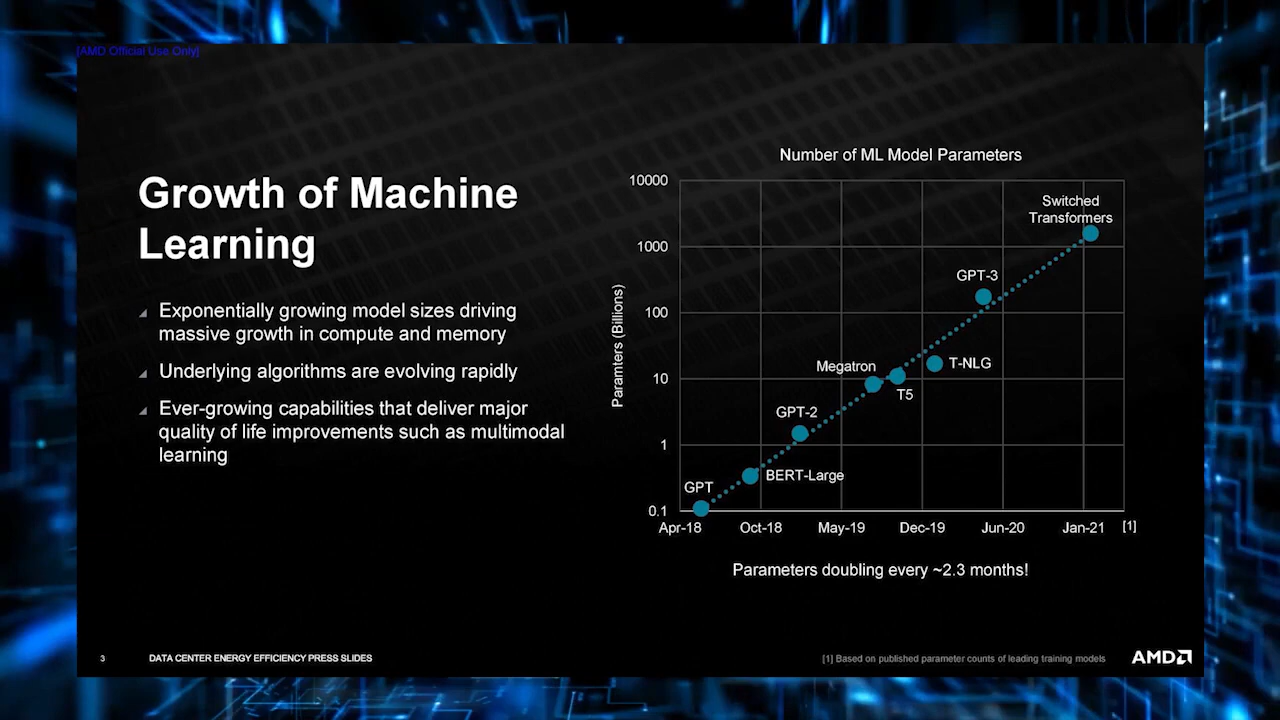 [AMD Official Use Only]
Growth of Machine
Learning
Exponentially growing model sizes driving
massive growth in compute and memory
Underlying algorithms are evolving rapidly
Ever-growing capabilities that deliver major
quality of life improvements such as multimodal
learning
Number of ML Model Parameters
Paramters (Billions)
10000
1000
100
10
1
0.1
Switched
Transformers
GPT-3
Megatron
T-NLG
T5
GPT-2
BERT-Large
GPT
Apr-18 Oct-18 May-19 Dec-19 Jun-20 Jan-21 [1]
Parameters doubling every ~2.3 months!
3 DATA CENTER ENERGY EFFICIENCY PRESS SLIDES
[1] Based on published parameter counts of leading training models
AMD